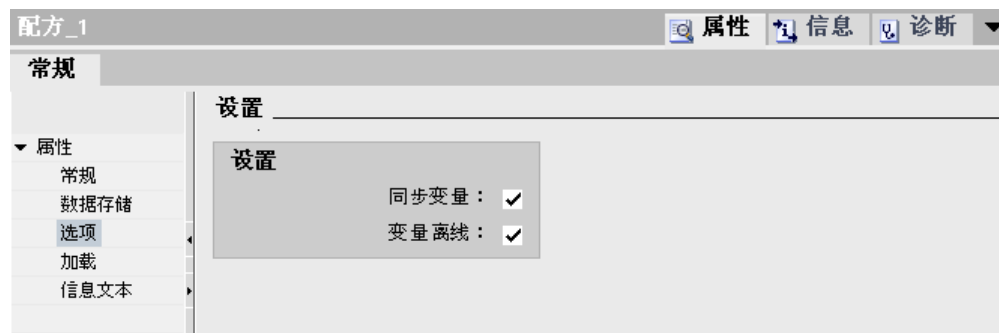 配方_1 属性 信息 诊断
常规
设置
属性
设置
常规
同步变量：
数据存储
变量离线：
选项
加载
信息文本